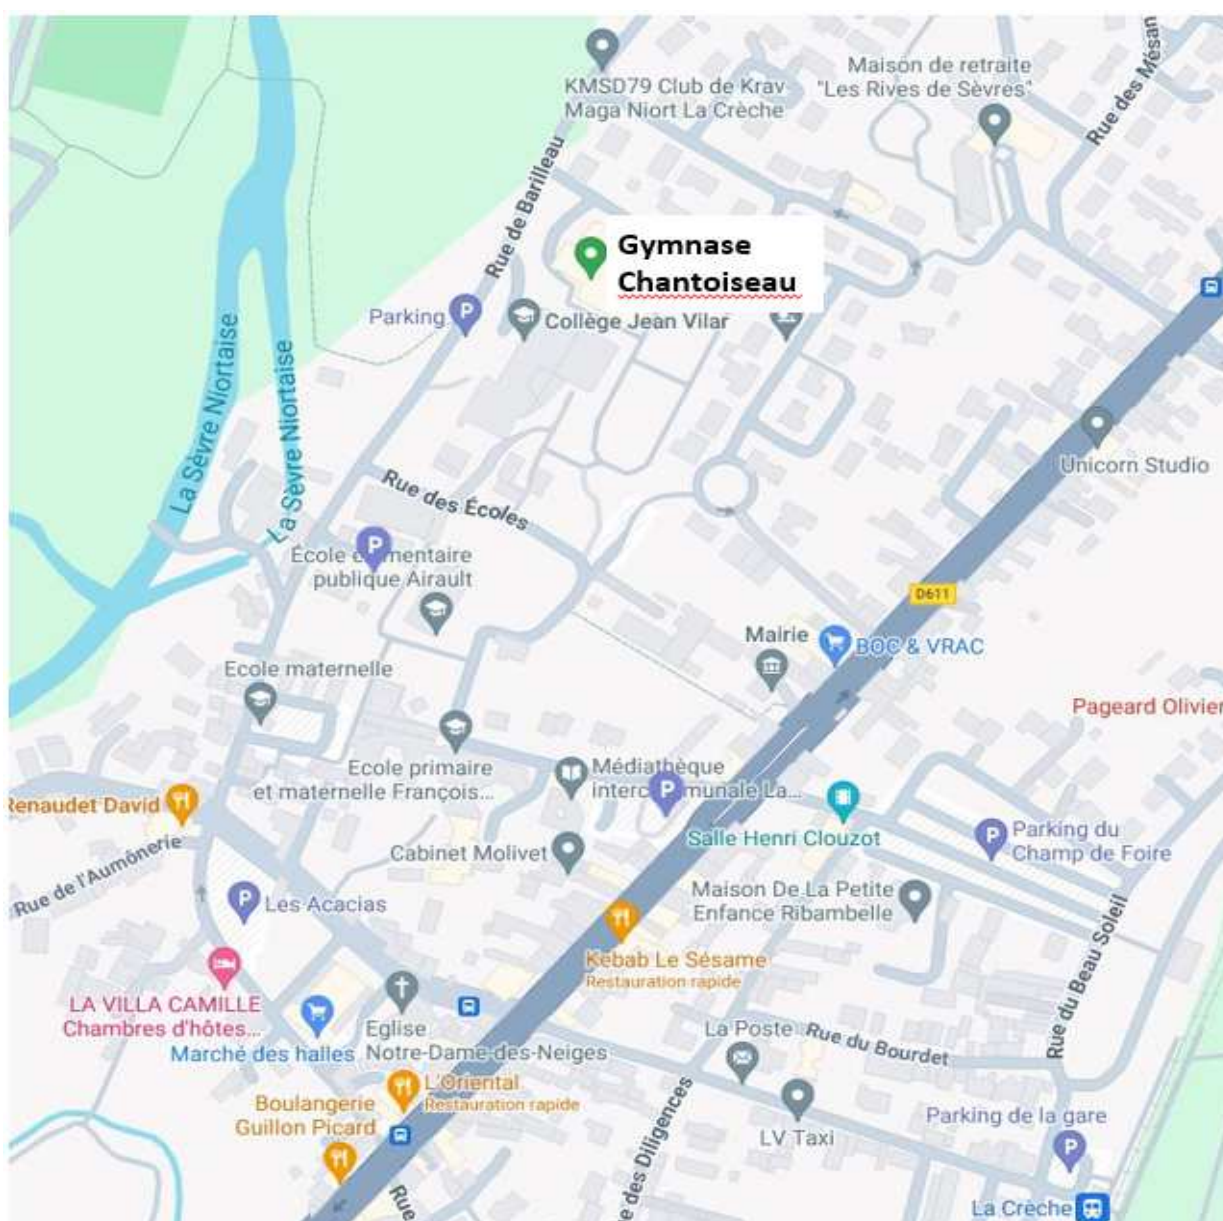 KMSD79 Club de Krav
Maga Niort La Crèche
Maison de retraite
"Les Rives de Sèvres"
Rue des Mésan
Rue de Barilleau
Gymnase
Chantoiseau
Parking
Collège Jean Vilar
La Sèvre Niortaise
La Sèvre Niortaise
Unicorn Studio
Rue des Écoles
École
mentaire
publique Airault
D611
Mairie
BOC & VRAC
Ecole maternelle
Pageard Olivier
Ecole primaire
et maternelle François...
Médiathèque
La...
Renaudet David
Salle Henri Clouzot
Parking du
Champ de Foire
Cabinet Molivet
Rue de l'Aumônerie
Les Acacias
Maison De La Petite
Enfance Ribambelle
Kebab Le Sésame
Restauration rapide
Rue du Beau Soleil
LA VILLA CAMILLE
Chambres d'hôtes...
Marché des halles
Eglise
Notre-Dame-des-Neiges
La Poste
Rue du Bourdet
L'Oriental
Restauration rapide
Boulangerie
Guillon Picard
e des Diligences
LV Taxi
Parking de la gare
La Crèche
Rue